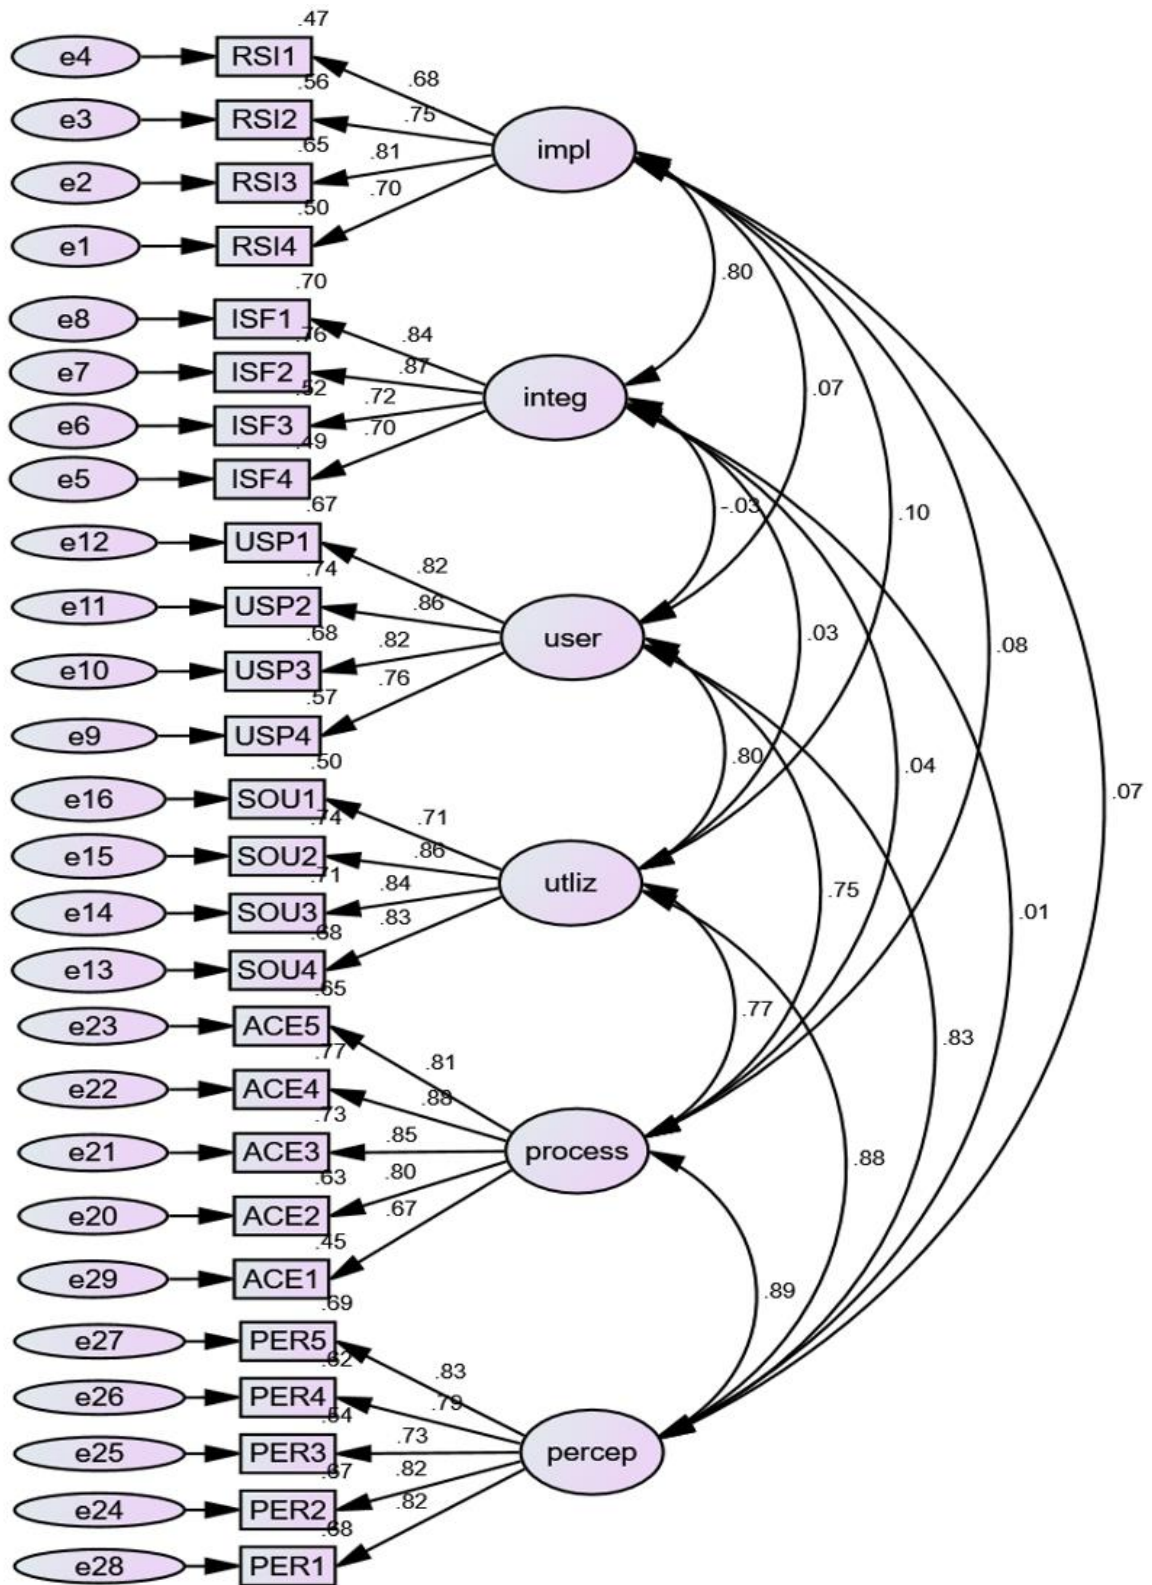 .47
e4 RSI1
.68
.56
e3 RSI2 .75
impl
.65
.81
e2 RSI3
.70
.50
e1 RSI4
.80
.70
e8 ISF1
.84
.76
.87
e7 ISF2
.07
.52
.72
integ
e6 ISF3
.70
.49
e5 ISF4
.67
-.03
.10
e12 USP1
.82
.74
.86
e11 USP2
.68
.82
user
.03
.08
e10 USP3
.76
.57
e9 USP4
.50
.80
.04
e16 SOU1
.07
.74
.71
e15 SOU2
.86
.71
.84
utliz
.75
e14 SOU3
.83
.01
.68
e13 SOU4
.65
.77
e23 ACE5
.83
.77
.81
e22 ACE4
.88
.73
.85
e21 ACE3
process
.88
.63
.80
.67
e20 ACE2
.45
e29 ACE1
.89
.69
e27 PER5
.62
.83
e26 PER4
.79
.54
.73
e25 PER3
percep
.67
.82
e24 PER2
.82
.68
e28 PER1